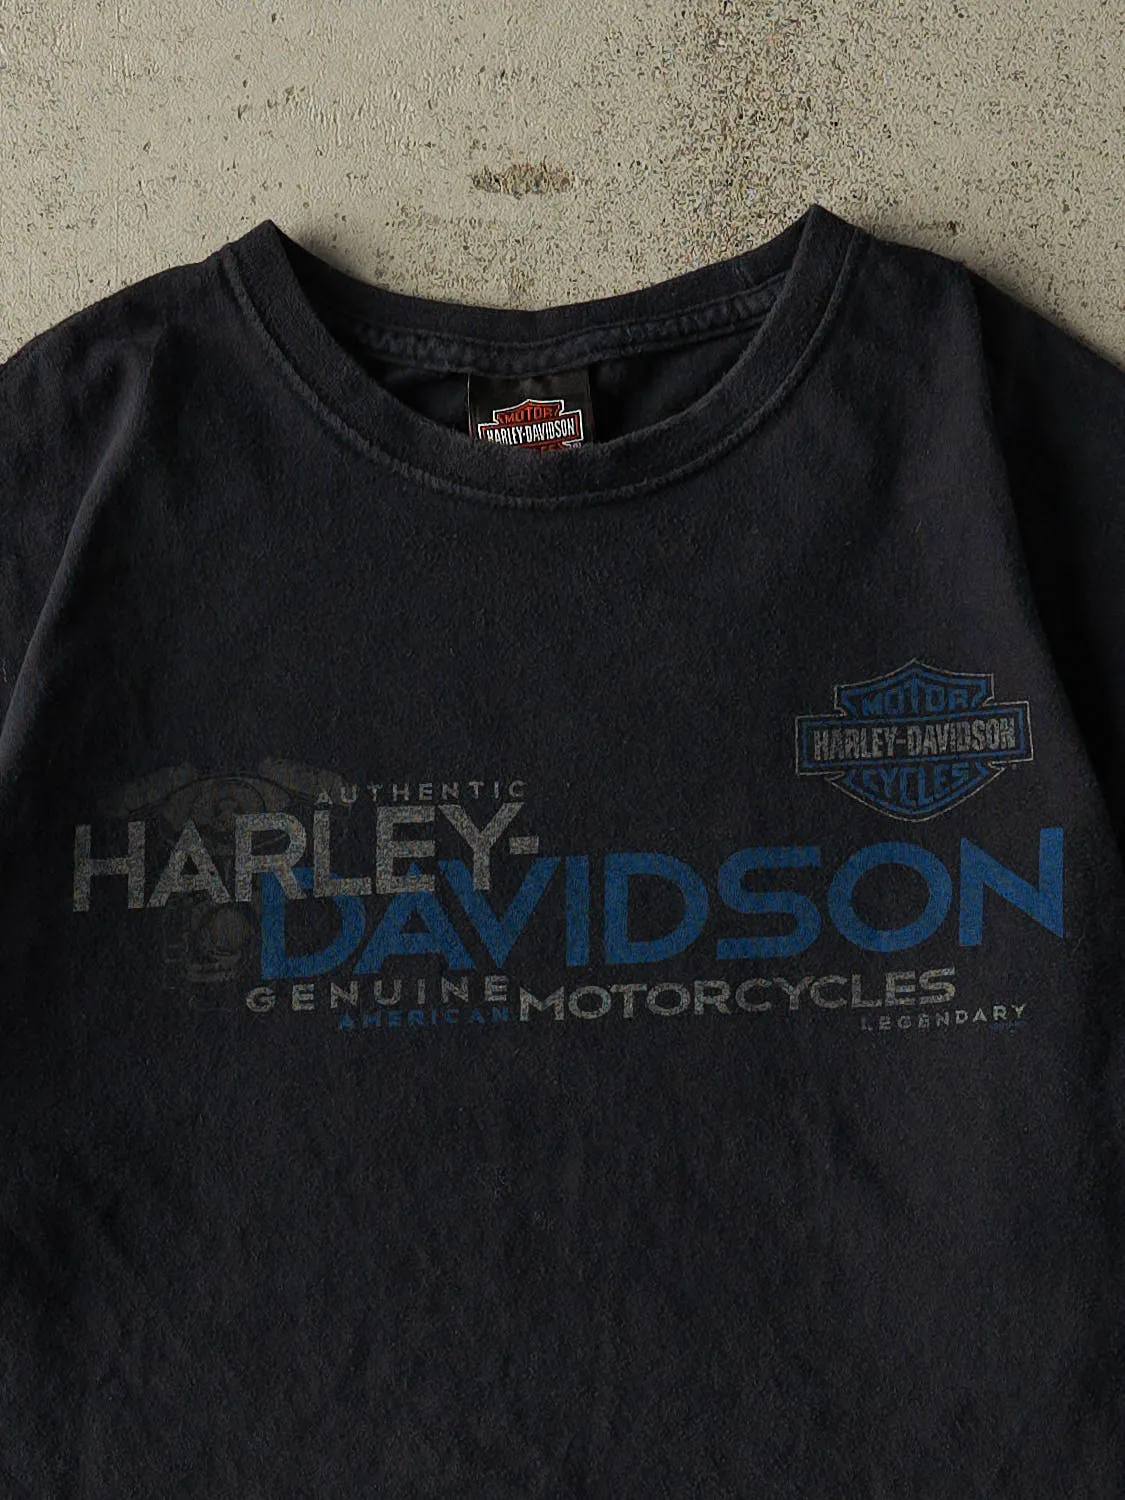 MOTOR
HARLEY-DAVIDSON
MOTOR
HARLEY-DAVIDSON
CYCLES
AUTHENTIC
HARLEY-
DAVIDSON
GENUINE MOTORCYCLES
AMERICAN
LEGENDARY